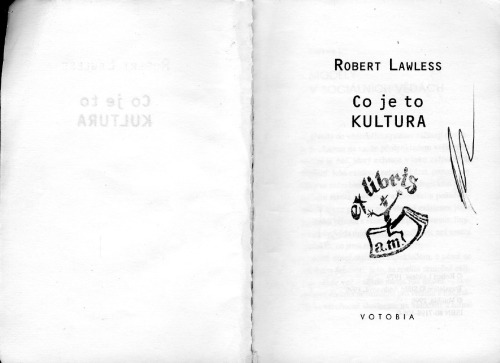 ROBERT LAWLESS
Co je to
KULTURA
ex libris
a.m.
VOTOBIA